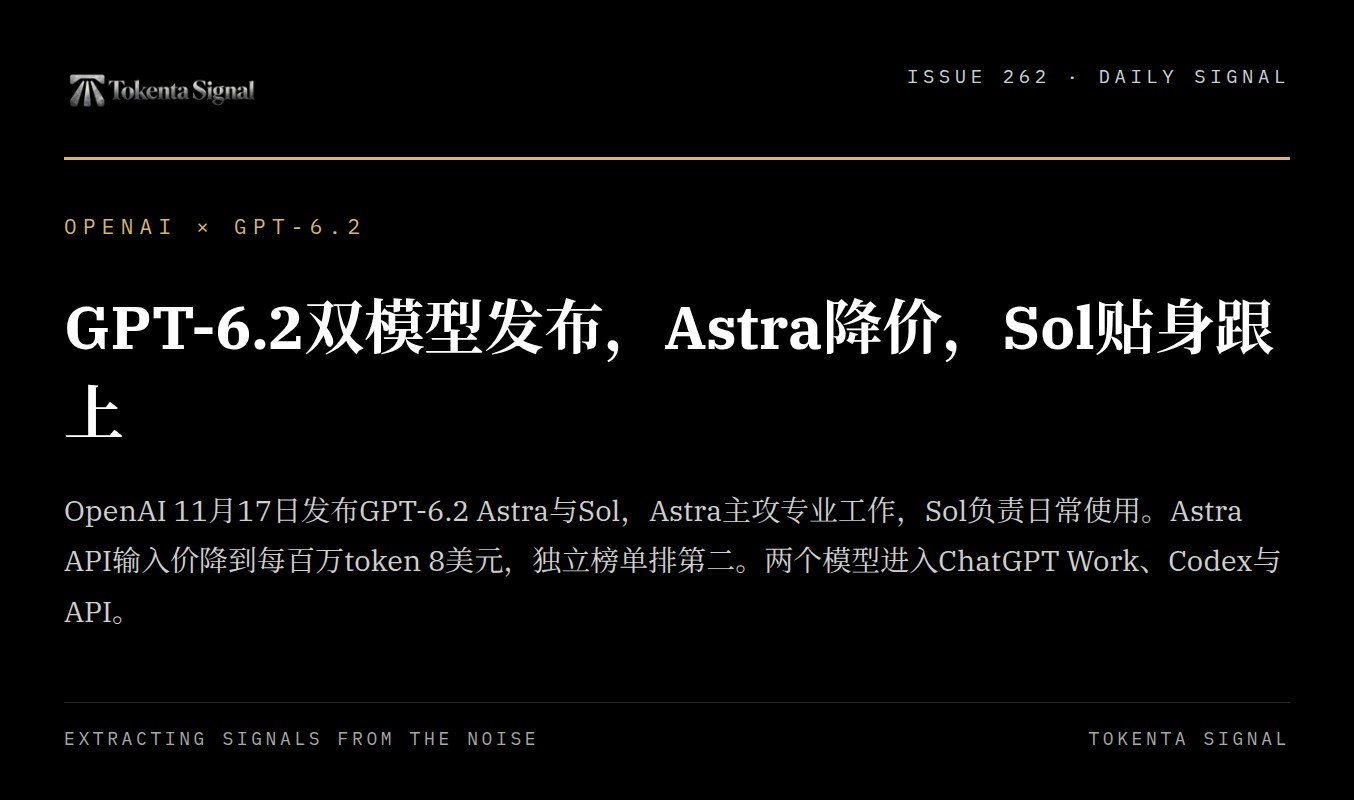 Tokenta Signal
ISSUE 262 · DAILY SIGNAL
OPENAI × GPT-6.2
GPT-6.2双模型发布，Astra降价，Sol贴身跟
上
OpenAI 11月17日发布GPT-6.2 Astra与Sol，Astra主攻专业工作，Sol负责日常使用。Astra
API输入价降到每百万token 8美元，独立榜单排第二。两个模型进入ChatGPT Work、Codex与
API。
EXTRACTING SIGNALS FROM THE NOISE
TOKENTA SIGNAL